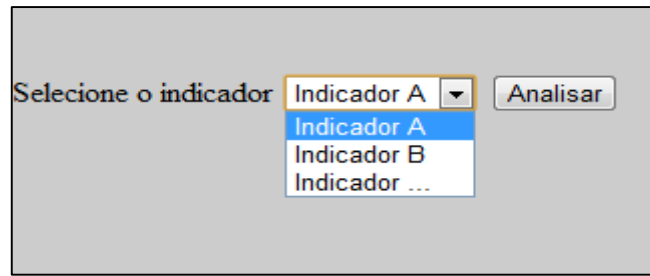 Selecione o indicador Indicador A Analisar
Indicador A
Indicador B
Indicador ...